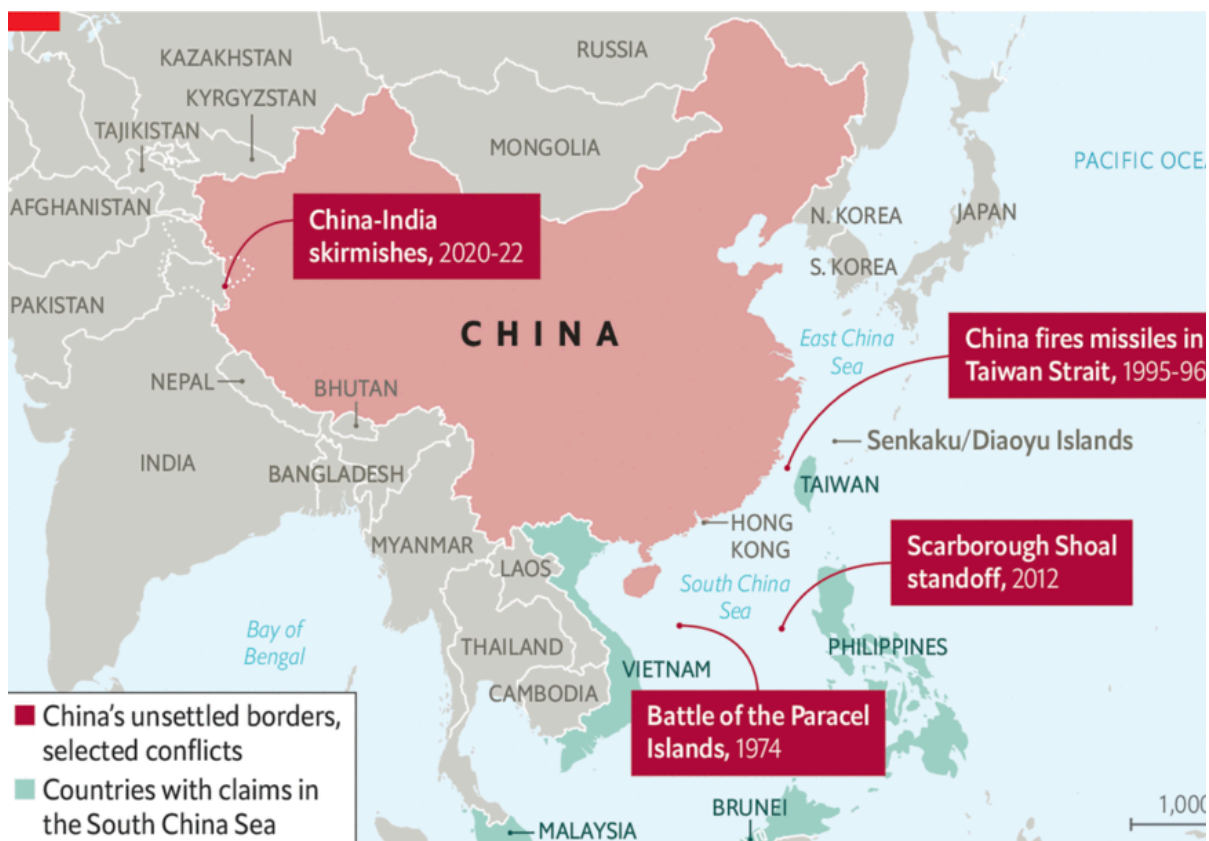 RUSSIA
KAZAKHSTAN
KYRGYZSTAN
TAJIKISTAN
MONGOLIA
PACIFIC OCEA
AFGHANISTAN
China-India
skirmishes, 2020-22
N. KOREA
JAPAN
S. KOREA
PAKISTAN
CHINA
East China
Sea
China fires missiles in
Taiwan Strait, 1995-96
NEPAL
BHUTAN
Senkaku/Diaoyu Islands
INDIA
BANGLADESH
TAIWAN
HONG
KONG
MYANMAR
LAOS
Scarborough Shoal
standoff, 2012
South China
Sea
Bay of
Bengal
THAILAND
VIETNAM
PHILIPPINES
CAMBODIA
Battle of the Paracel
Islands, 1974
China's unsettled borders,
selected conflicts
Countries with claims in
the South China Sea
MALAYSIA
BRUNEI
1,000